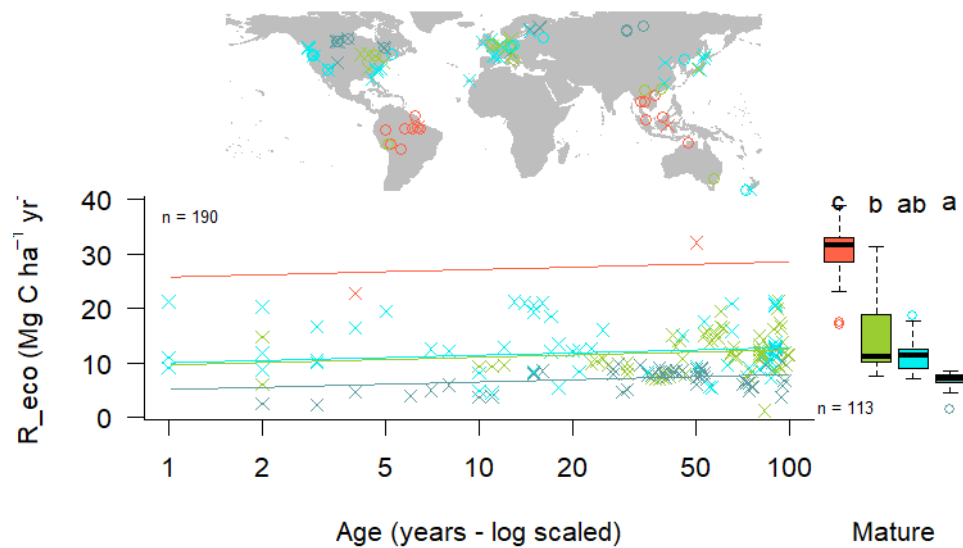 40
30
20
10
0
R_eco (Mg C ha⁻¹ yr⁻
n = 190
c b ab a
n = 113
1 2 5 10 20 50 100
Age (years - log scaled) Mature